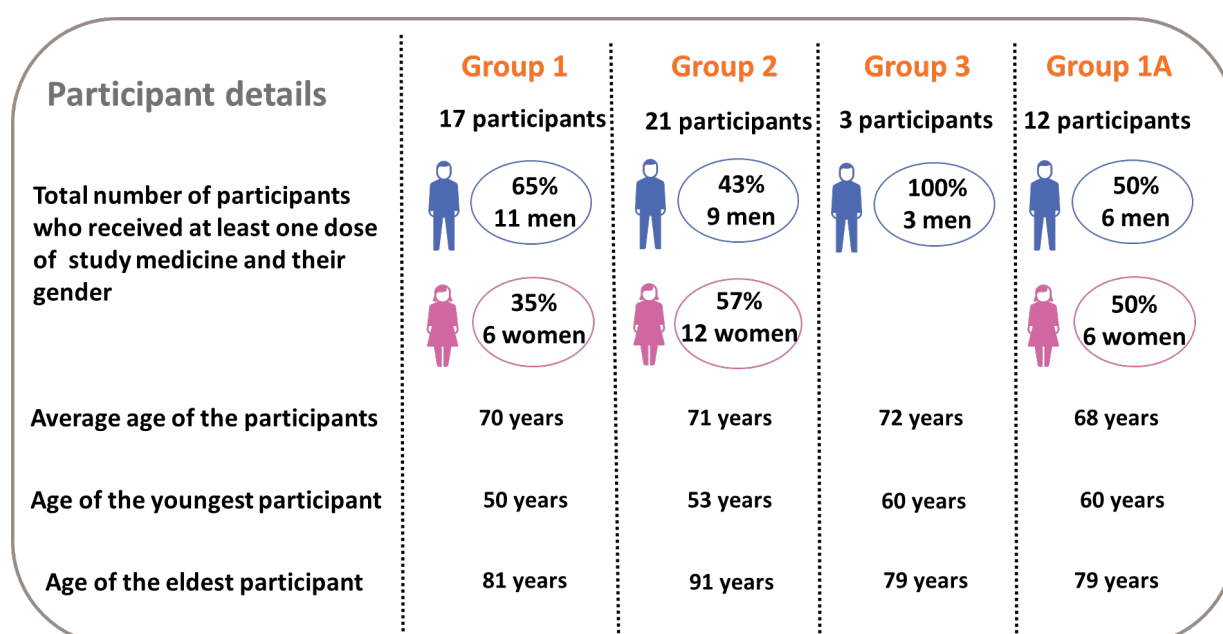 Participant details
Group 1
Group 2
Group 3
Group 1A
17 participants
21 participants
3 participants
12 participants
Total number of participants
who received at least one dose
of study medicine and their
gender
65%
11 men
43%
9 men
100%
3 men
50%
6 men
35%
6 women
57%
12 women
50%
6 women
Average age of the participants
70 years
71 years
72 years
68 years
Age of the youngest participant
50 years
53 years
60 years
60 years
Age of the eldest participant
81 years
91 years
79 years
79 years